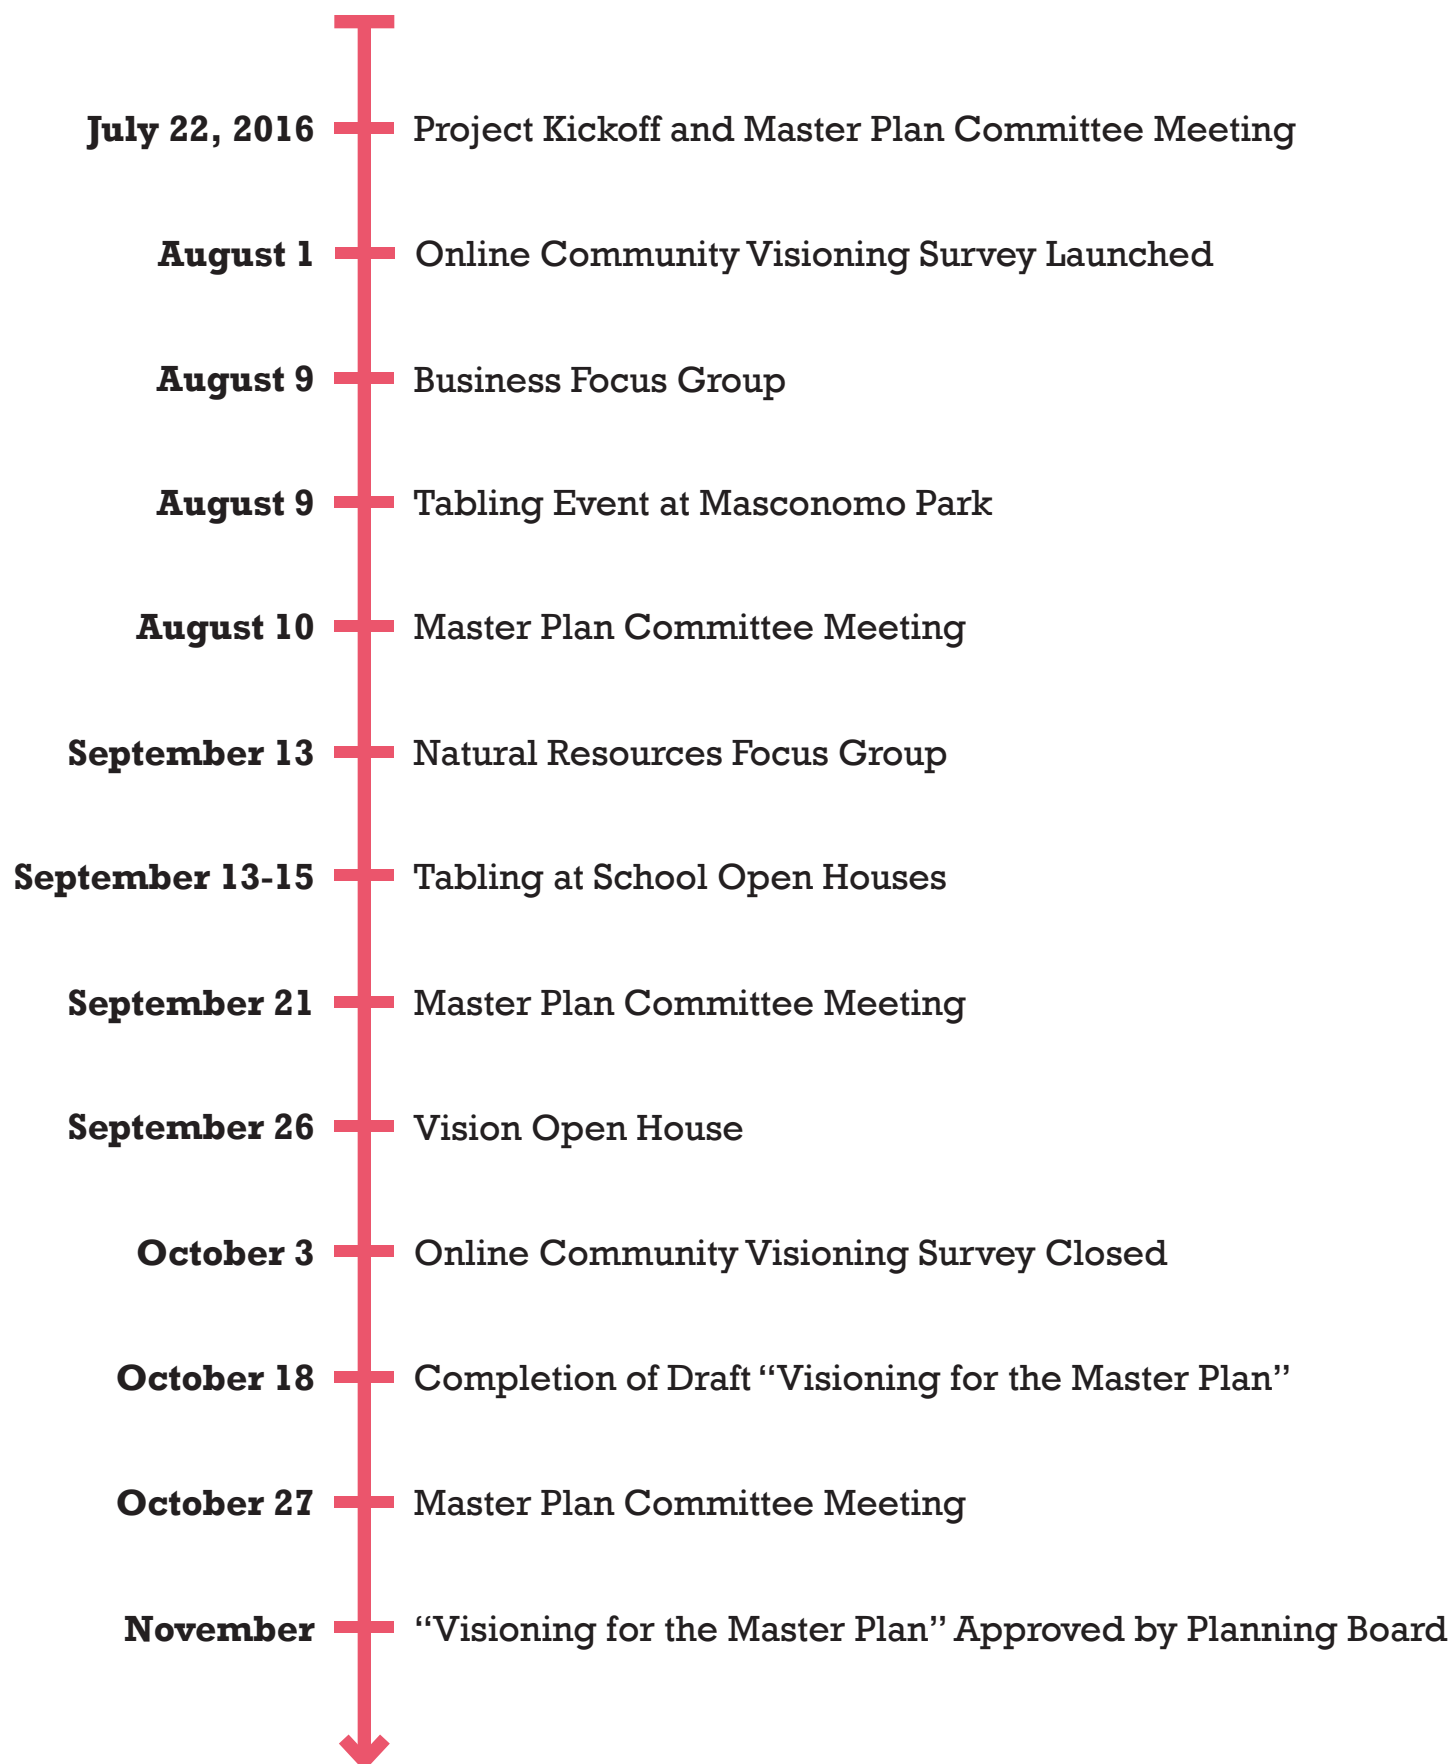 July 22, 2016 Project Kickoff and Master Plan Committee Meeting
August 1 Online Community Visioning Survey Launched
August 9 Business Focus Group
August 9 Tabling Event at Masconomo Park
August 10 Master Plan Committee Meeting
September 13 Natural Resources Focus Group
September 13-15 Tabling at School Open Houses
September 21 Master Plan Committee Meeting
September 26 Vision Open House
October 3 Online Community Visioning Survey Closed
October 18 Completion of Draft “Visioning for the Master Plan”
October 27 Master Plan Committee Meeting
November “Visioning for the Master Plan” Approved by Planning Board